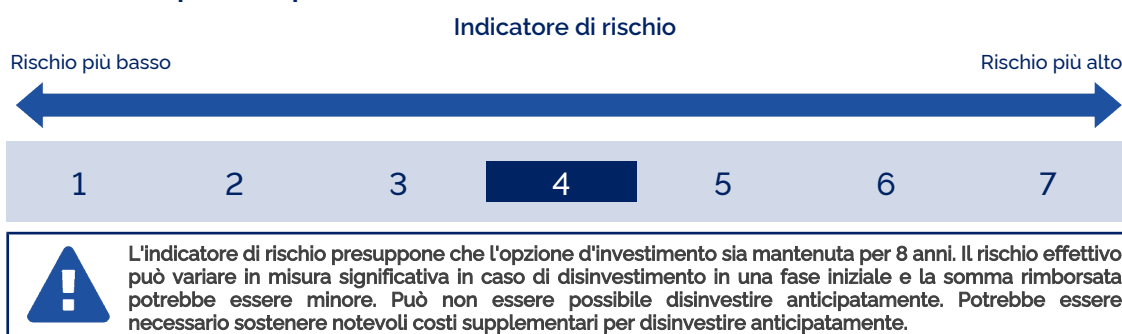 Indicatore di rischio
Rischio più basso
Rischio più alto
1 2 3 4 5 6 7
L'indicatore di rischio presuppone che l'opzione d'investimento sia mantenuta per 8 anni. Il rischio effettivo
può variare in misura significativa in caso di disinvestimento in una fase iniziale e la somma rimborsata
potrebbe essere minore. Può non essere possibile disinvestire anticipatamente. Potrebbe essere
necessario sostenere notevoli costi supplementari per disinvestire anticipatamente.